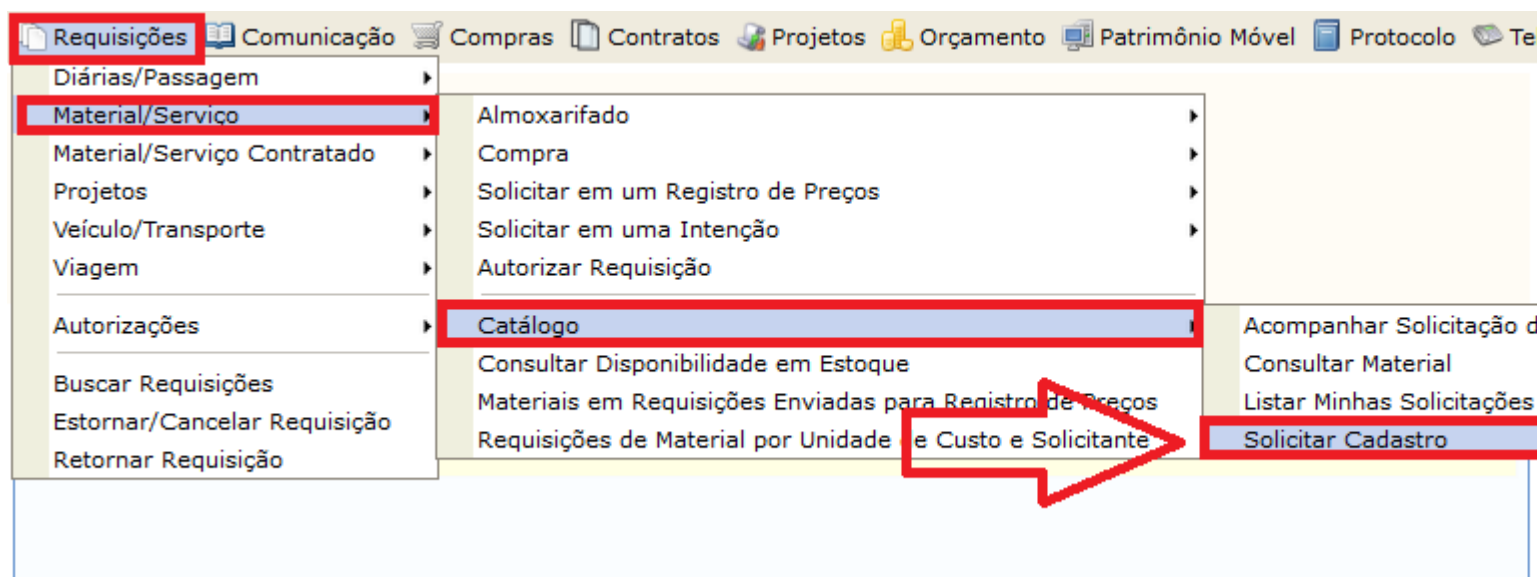 Requisições Comunicação Compras Contratos Projetos Orçamento Patrimônio Móvel Protocolo Te
Diárias/Passagem
Material/Serviço
Material/Serviço Contratado
Projetos
Veículo/Transporte
Viagem
Autorizações
Buscar Requisições
Estornar/Cancelar Requisição
Retornar Requisição
Almoxarifado
Compra
Solicitar em um Registro de Preços
Solicitar em uma Intenção
Autorizar Requisição
Catálogo
Consultar Disponibilidade em Estoque
Materiais em Requisições Enviadas para Registro de Preços
Requisições de Material por Unidade de Custo e Solicitante
Acompanhar Solicitação d
Consultar Material
Listar Minhas Solicitações
Solicitar Cadastro